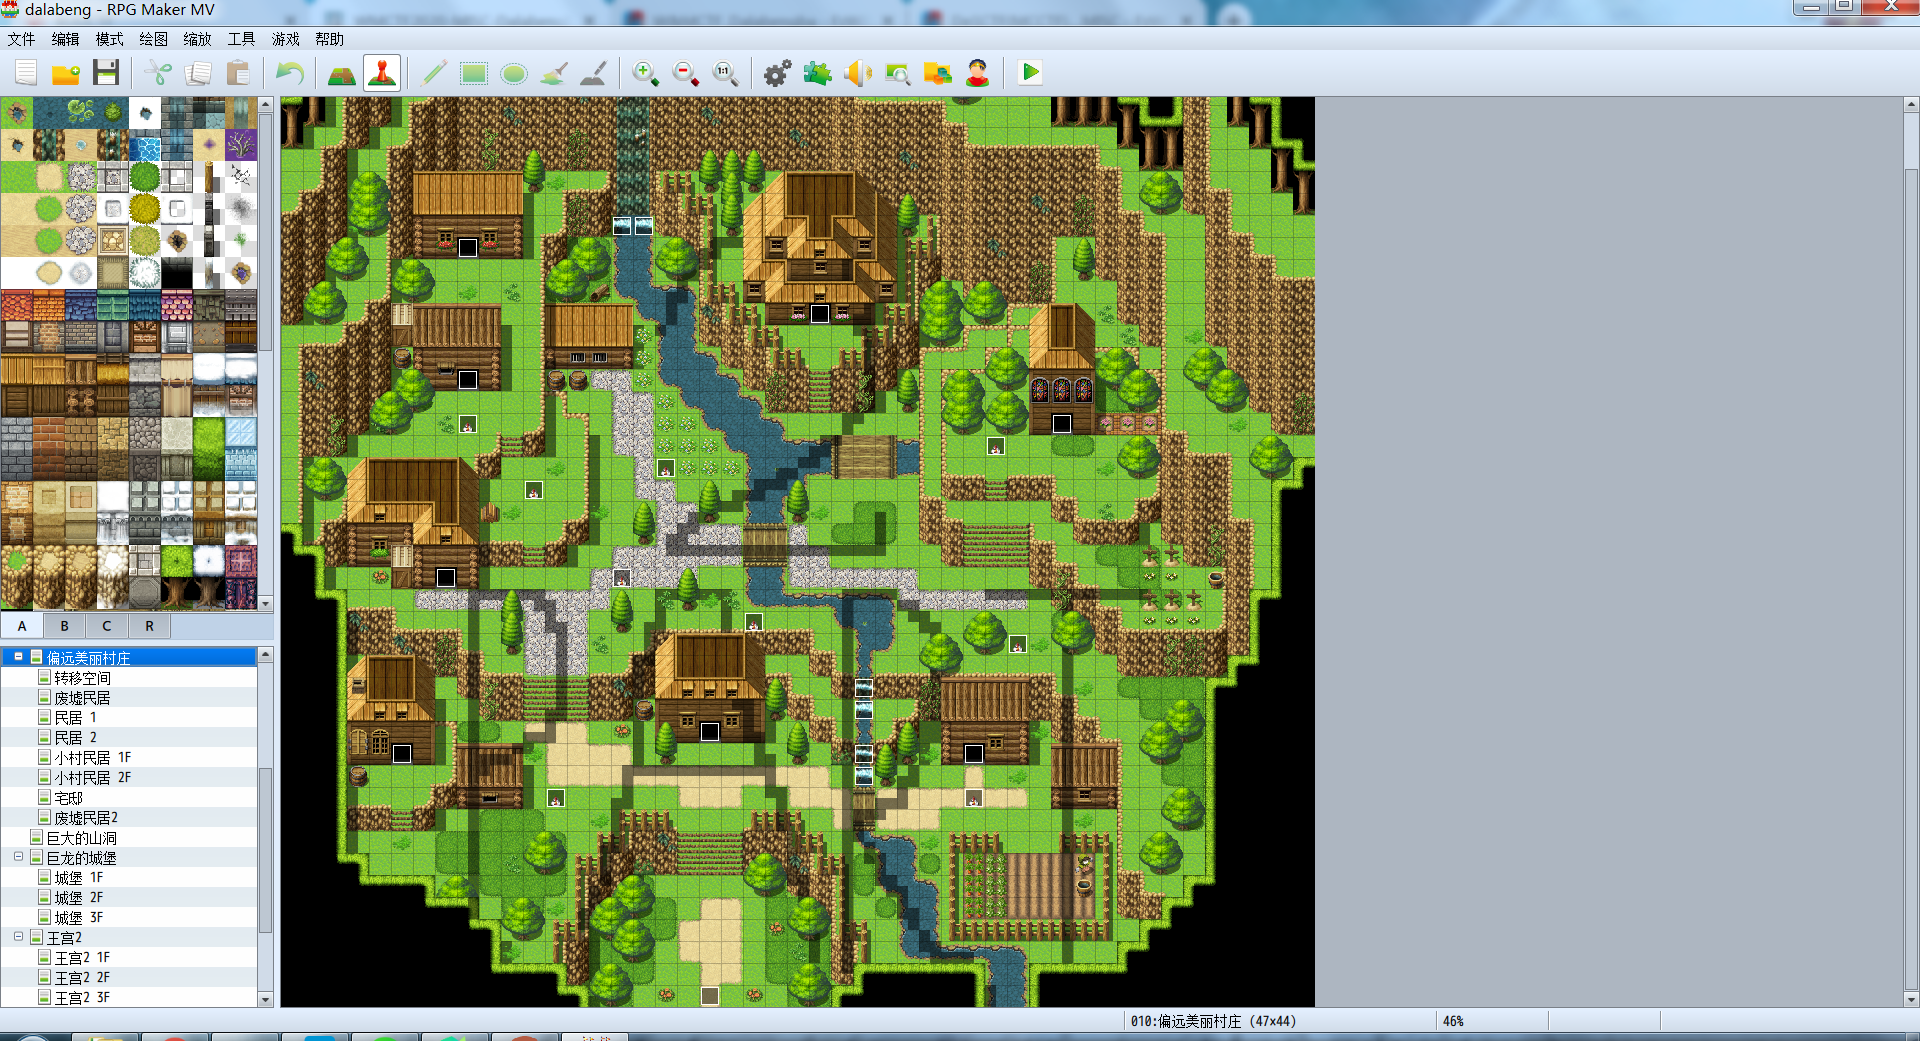 dalabeng - RPG Maker MV
文件 编辑 模式 绘图 缩放 工具 游戏 帮助
1:1
A B C R
偏远美丽村庄
转移空间
废墟民居
民居 1
民居 2
小村民居 1F
小村民居 2F
宅邸
废墟民居2
巨大的山洞
巨龙的城堡
城堡 1F
城堡 2F
城堡 3F
王宫2
王宫2 1F
王宫2 2F
王宫2 3F
010:偏远美丽村庄 (47x44)
46%